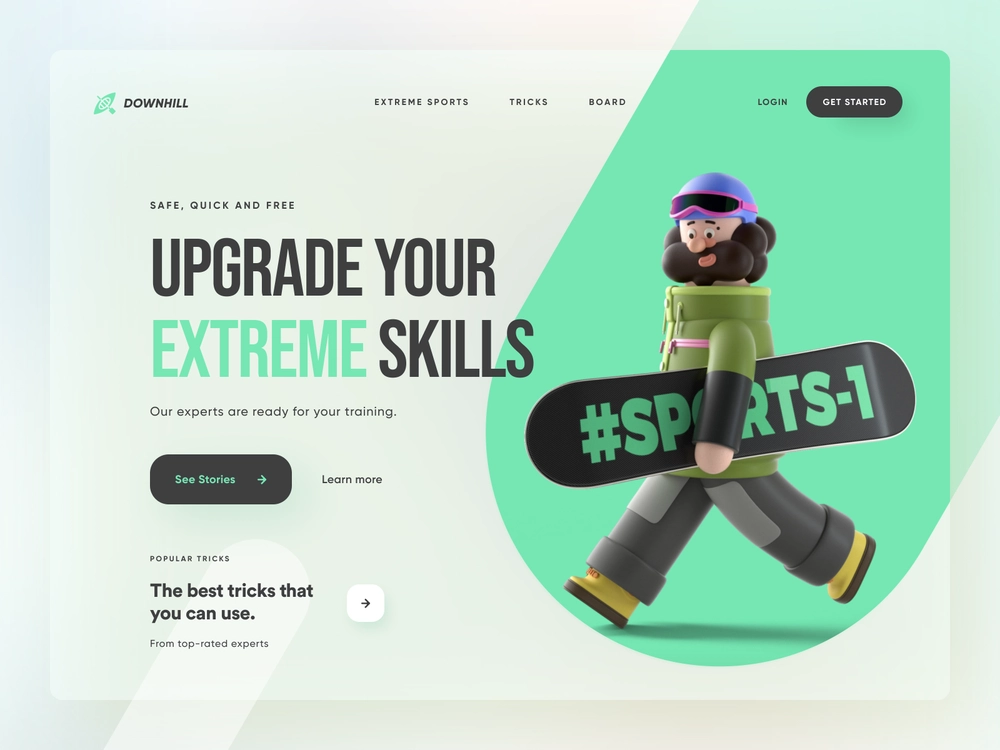 DOWNHILL
EXTREME SPORTS
TRICKS
BOARD
LOGIN
GET STARTED
SAFE, QUICK AND FREE
UPGRADE YOUR
EXTREME SKILLS
Our experts are ready for your training.
See Stories
Learn more
POPULAR TRICKS
The best tricks that
you can use.
From top-rated experts
#SPORTS-1